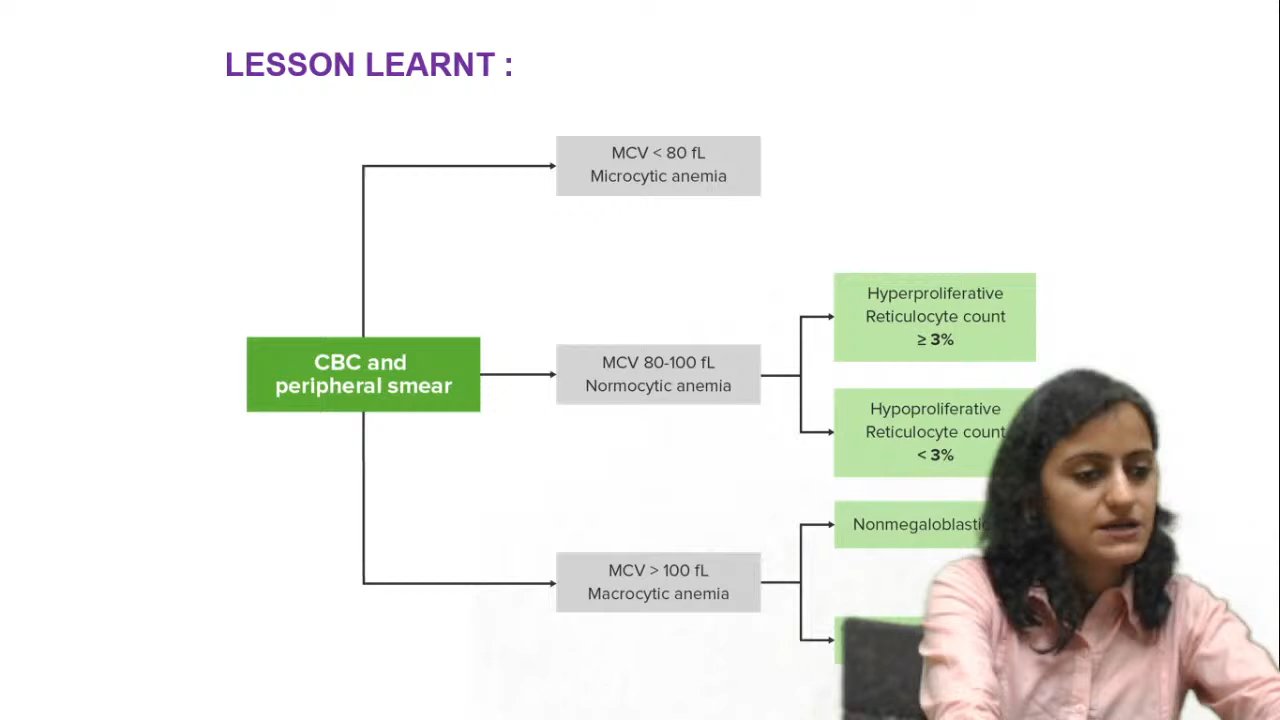 LESSON LEARNT :
MCV < 80 fL
Microcytic anemia
CBC and
peripheral smear
MCV 80-100 fL
Normocytic anemia
Hyperproliferative
Reticulocyte count
≥ 3%
Hypoproliferative
Reticulocyte count
< 3%
MCV > 100 fL
Macrocytic anemia